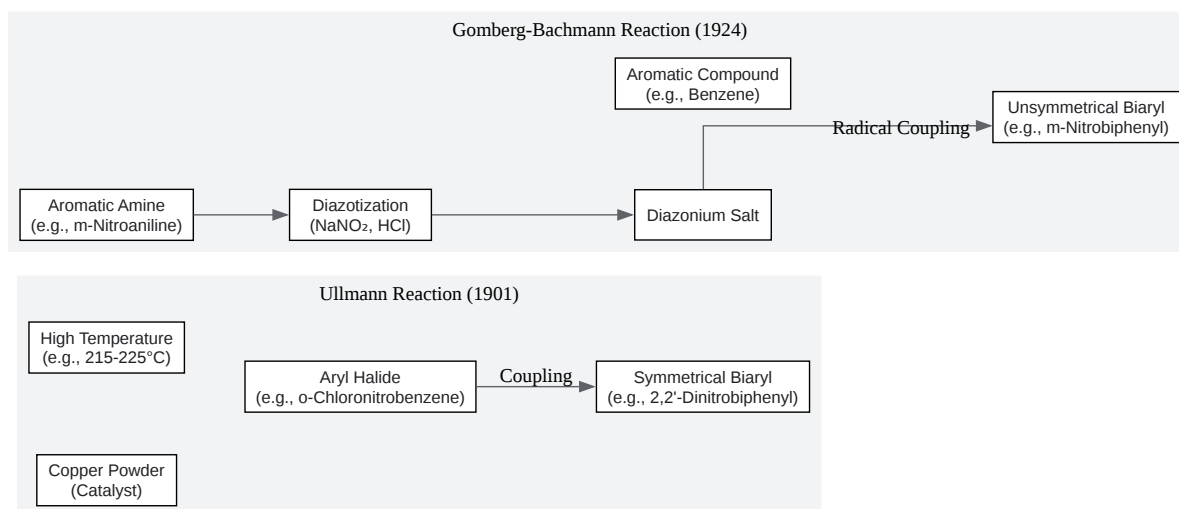 Gomberg-Bachmann Reaction (1924)
Aromatic Compound
(e.g., Benzene)
Radical Coupling
Unsymmetrical Biaryl
(e.g., m-Nitrobiphenyl)
Aromatic Amine
(e.g., m-Nitroaniline)
Diazotization
(NaNO₂, HCl)
Diazonium Salt
Ullmann Reaction (1901)
High Temperature
(e.g., 215-225°C)
Aryl Halide
(e.g., o-Chloronitrobenzene)
Coupling
Symmetrical Biaryl
(e.g., 2,2'-Dinitrobiphenyl)
Copper Powder
(Catalyst)